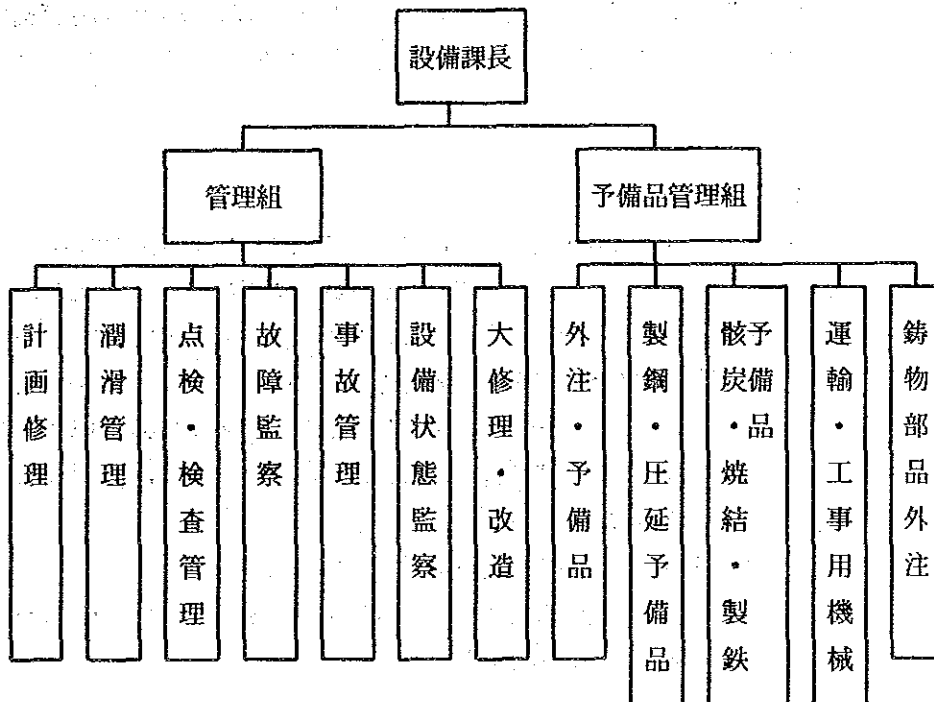 設備課長
管理組
予備品管理組
計画修理
潤滑管理
点検・検査管理
故障監察
事故管理
設備状態監察
大修理・改造
外注・予備品
製鋼・圧延予備品
骸炭・焼結・製鉄
予備品
運輸・工事用機械
鋳物部品外注